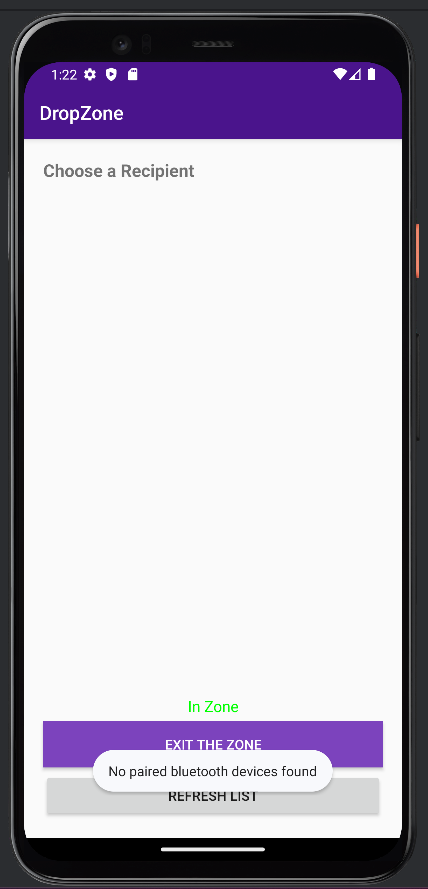 1:22
DropZone
Choose a Recipient
In Zone
EXIT THE ZONE
No paired bluetooth devices found
REFRESH LIST